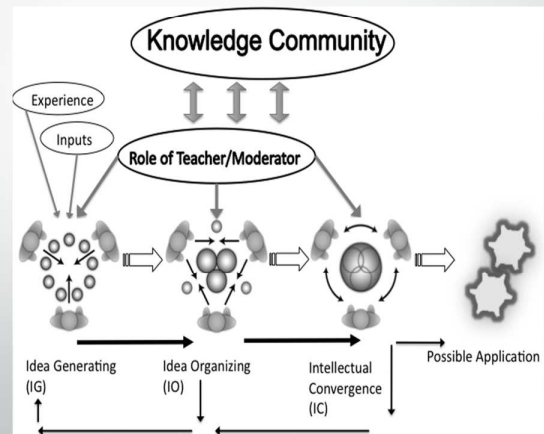 Knowledge Community
Experience
Inputs
Role of Teacher/Moderator
Idea Generating
(IG)
Idea Organizing
(IO)
Intellectual
Convergence
(IC)
Possible Application